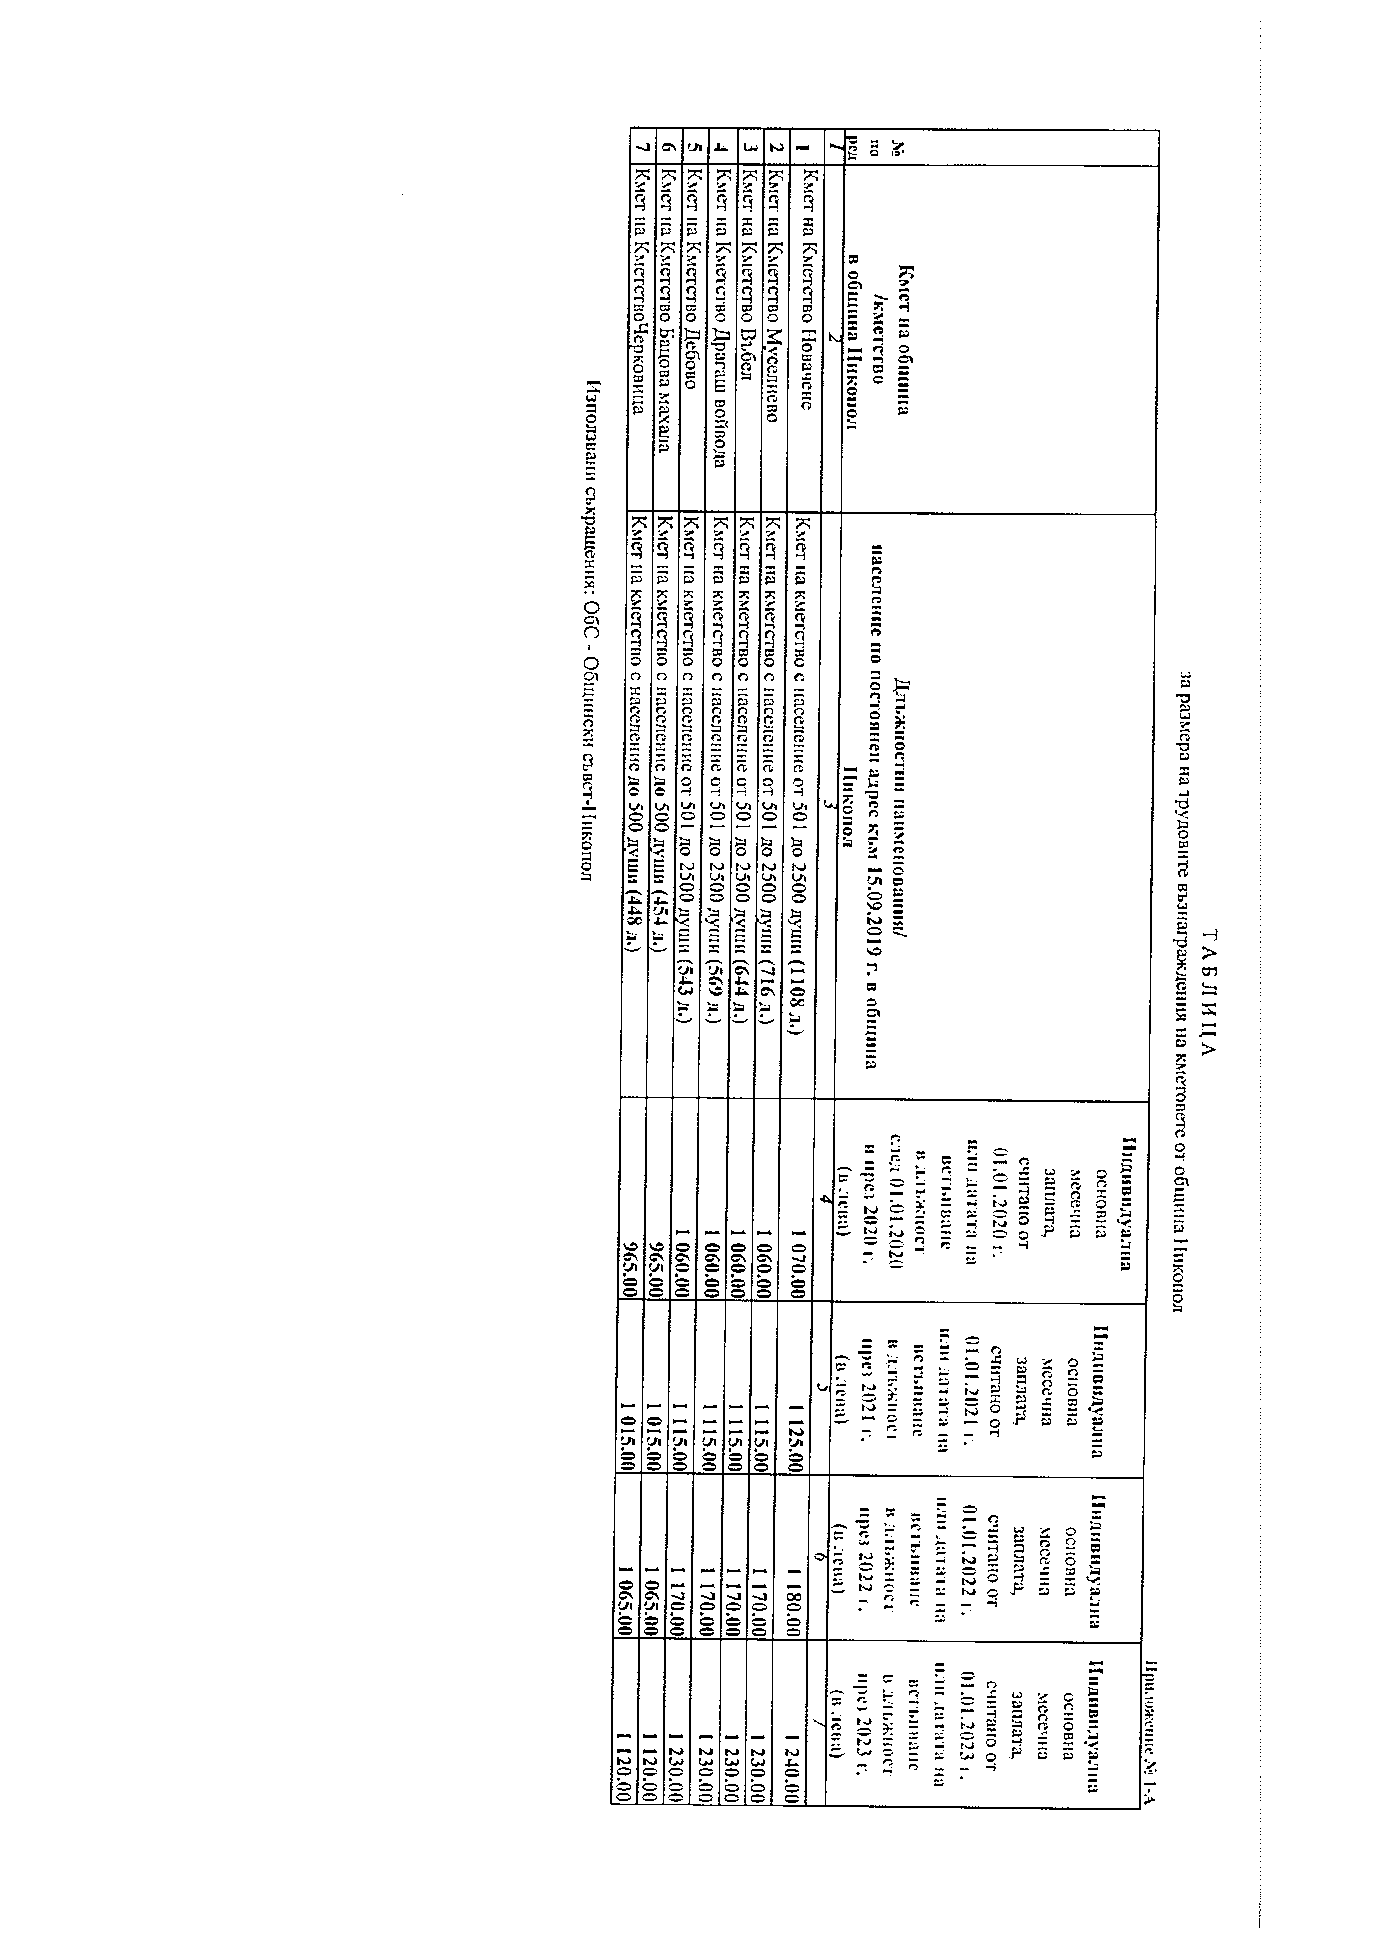 Приложение № 1-А
Т А Б Л И Ц А
за размера на трудовите възнаграждения на кметовете от община Никопол
№
по
ред
Кмет на община
/кметство
в община Никопол
Длъжностни наименования/
население по постоянен адрес към 15.09.2019 г. в община
Никопол
Индивидуална
основна
месечна
заплата,
считано от
01.01.2020 г.
или датата на
встъпване
в длъжност
след 01.01.2020
и през 2020 г.
(в лева)
Индивидуална
основна
месечна
заплата,
считано от
01.01.2021 г.
или датата на
встъпване
в длъжност
през 2021 г.
(в лева)
Индивидуална
основна
месечна
заплата,
считано от
01.01.2022 г.
или датата на
встъпване
в длъжност
през 2022 г.
(в лева)
Индивидуална
основна
месечна
заплата,
считано от
01.01.2023 г.
или датата на
встъпване
в длъжност
през 2023 г.
(в лева)
1 2 3 4 5 6 7
1 Кмет на Кметство Новачене Кмет на кметство с население от 501 до 2500 души (1108 д.) 1 070.00 1 125.00 1 180.00 1 240.00
2 Кмет на Кметство Муселиево Кмет на кметство с население от 501 до 2500 души (716 д.) 1 060.00 1 115.00 1 170.00 1 230.00
3 Кмет на Кметство Въбел Кмет на кметство с население от 501 до 2500 души (644 д.) 1 060.00 1 115.00 1 170.00 1 230.00
4 Кмет на Кметство Драгаш войвода Кмет на кметство с население от 501 до 2500 души (569 д.) 1 060.00 1 115.00 1 170.00 1 230.00
5 Кмет на Кметство Дебово Кмет на кметство с население от 501 до 2500 души (543 д.) 1 060.00 1 115.00 1 170.00 1 230.00
6 Кмет на Кметство Бацова махала Кмет на кметство с население до 500 души (454 д.) 965.00 1 015.00 1 065.00 1 120.00
7 Кмет на КметствоЧерковица Кмет на кметство с население до 500 души (448 д.) 965.00 1 015.00 1 065.00 1 120.00
Използвани съкращения: ОбС - Общински съвет-Никопол